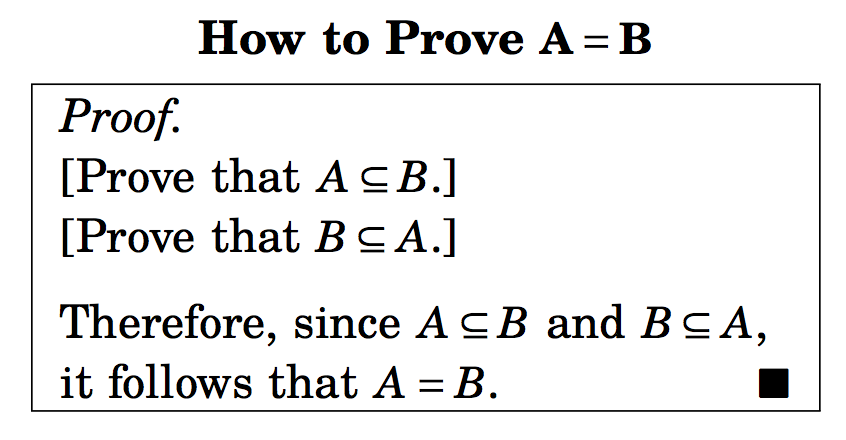 How to Prove A = B
Proof.
[Prove that A ⊆ B.]
[Prove that B ⊆ A.]
Therefore, since A ⊆ B and B ⊆ A,
it follows that A = B. ■